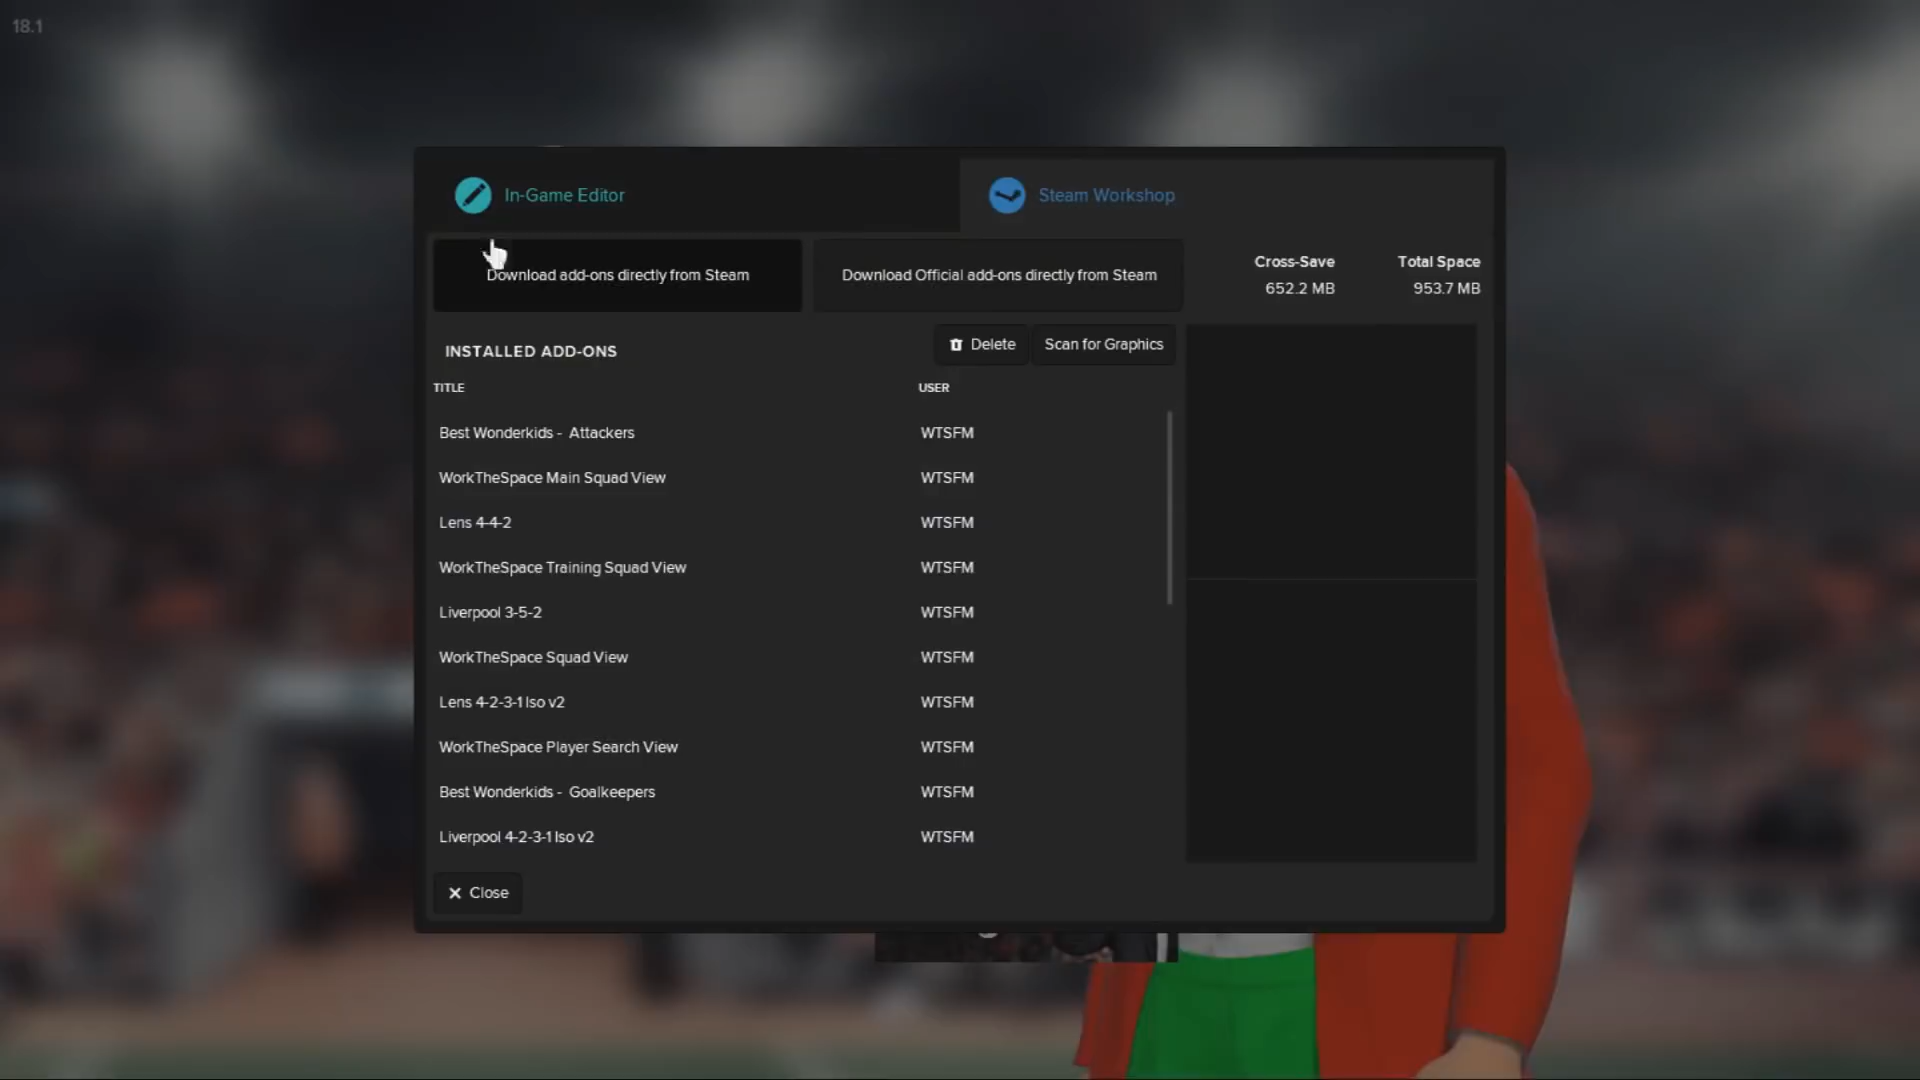 18.1
In-Game Editor
Steam Workshop
Download add-ons directly from Steam
Download Official add-ons directly from Steam
Cross-Save
652.2 MB
Total Space
953.7 MB
INSTALLED ADD-ONS
Delete
Scan for Graphics
TITLE USER
Best Wonderkids - Attackers WTSFM
WorkTheSpace Main Squad View WTSFM
Lens 4-4-2 WTSFM
WorkTheSpace Training Squad View WTSFM
Liverpool 3-5-2 WTSFM
WorkTheSpace Squad View WTSFM
Lens 4-2-3-1 Iso v2 WTSFM
WorkTheSpace Player Search View WTSFM
Best Wonderkids - Goalkeepers WTSFM
Liverpool 4-2-3-1 Iso v2 WTSFM
Close